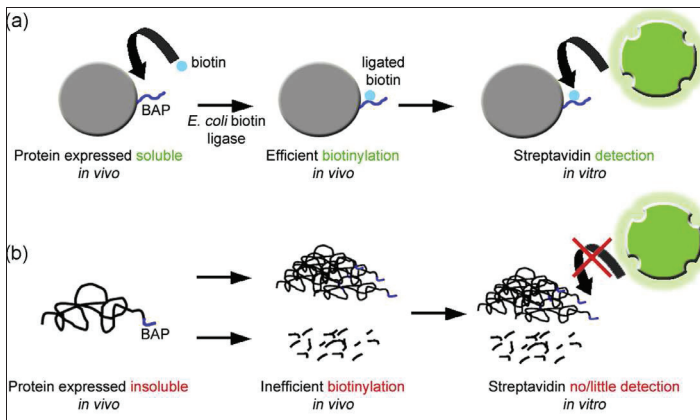 (a)
biotin
BAP
E. coli biotin
ligase
ligated
biotin
Protein expressed soluble
in vivo
Efficient biotinylation
in vivo
Streptavidin detection
in vitro
(b)
BAP
Protein expressed insoluble
in vivo
Inefficient biotinylation
in vivo
Streptavidin no/little detection
in vitro